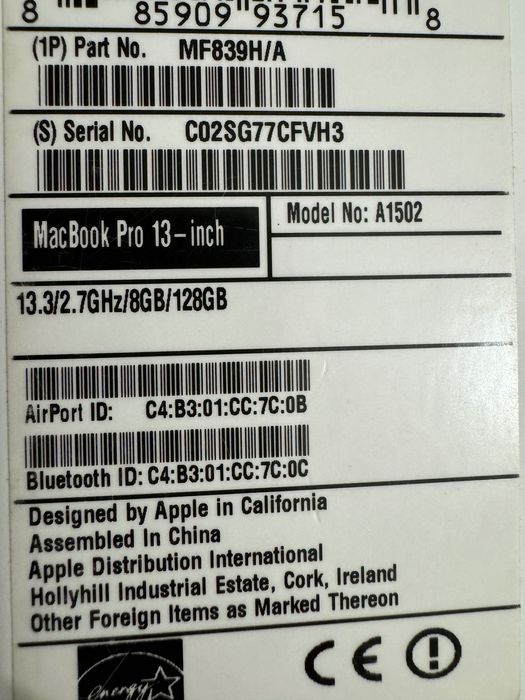 8 85909 93715 8
(1P) Part No. MF839H/A
(S) Serial No. C02SG77CFVH3
MacBook Pro 13-inch
Model No: A1502
13.3/2.7GHz/8GB/128GB
AirPort ID: C4:B3:01:CC:7C:0B
Bluetooth ID: C4:B3:01:CC:7C:0C
Designed by Apple in California
Assembled In China
Apple Distribution International
Hollyhill Industrial Estate, Cork, Ireland
Other Foreign Items as Marked Thereon
energy
CE